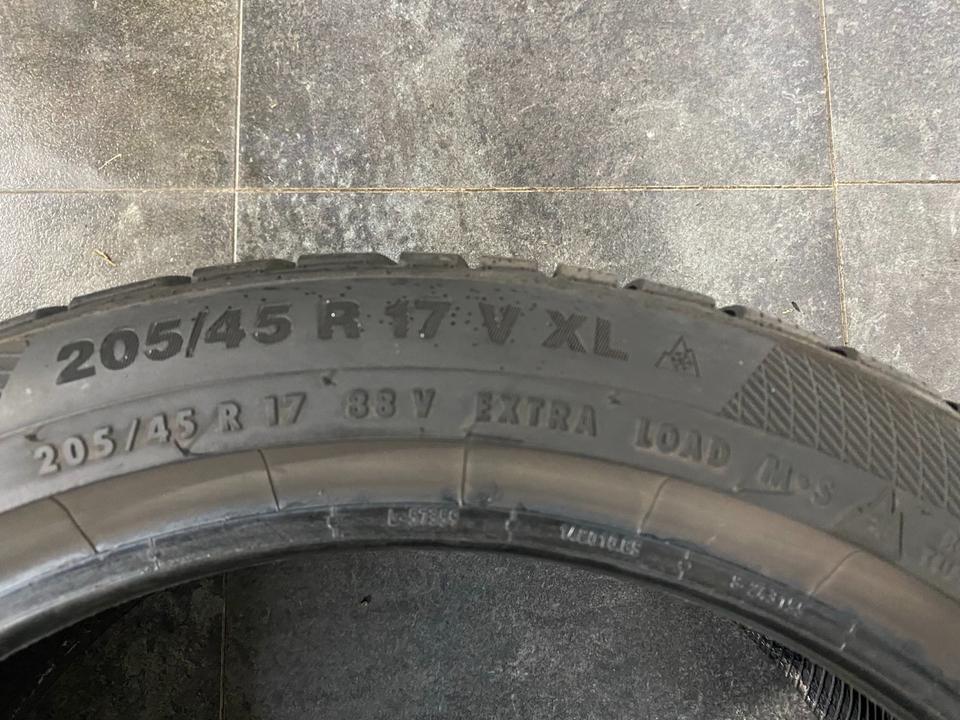 205/45 R 17 V XL
205/45 R 17 88 V EXTRA LOAD M•S